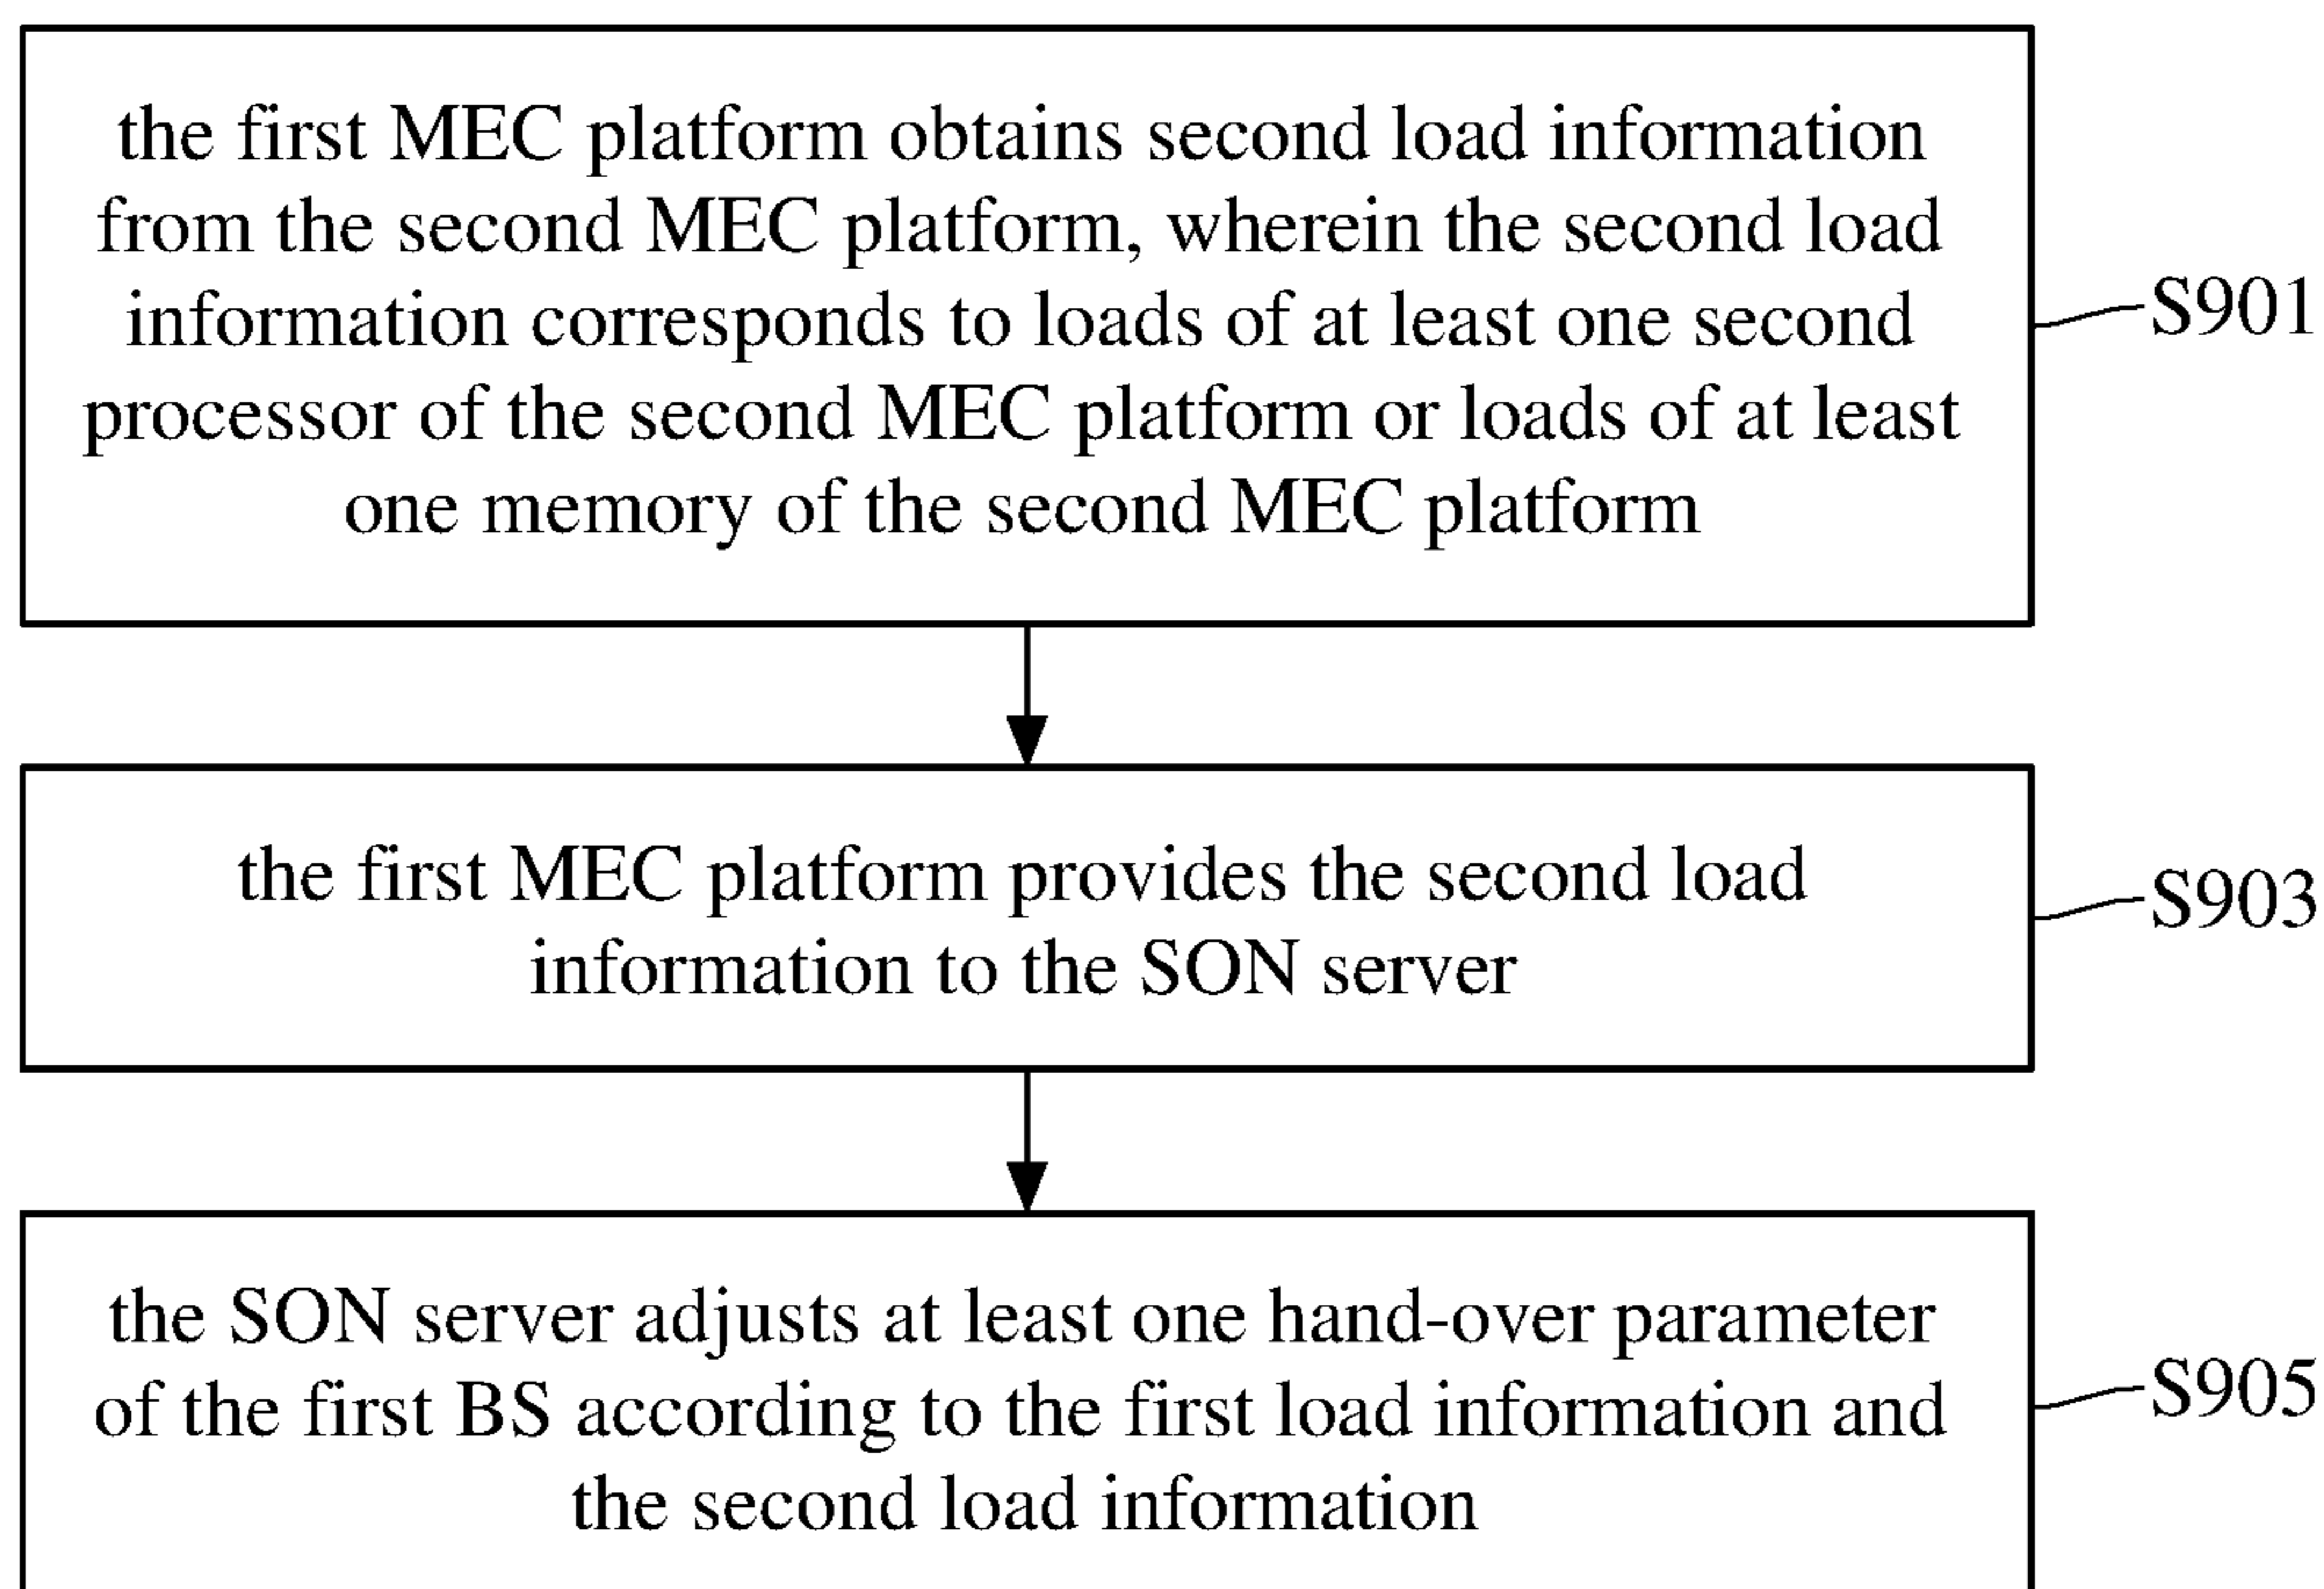 the first MEC platform obtains second load information
from the second MEC platform, wherein the second load
information corresponds to loads of at least one second
processor of the second MEC platform or loads of at least
one memory of the second MEC platform
S901
the first MEC platform provides the second load
information to the SON server
S903
the SON server adjusts at least one hand-over parameter
of the first BS according to the first load information and
the second load information
S905